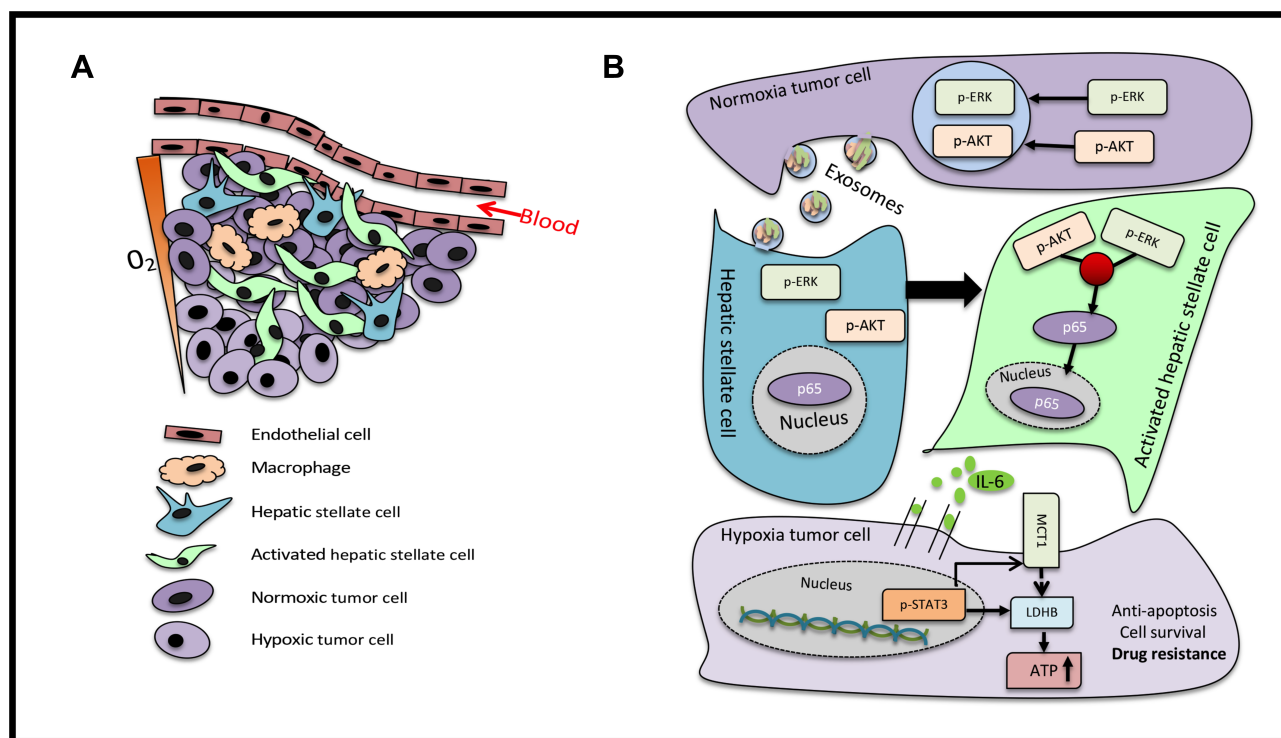 A
O2
Blood
Endothelial cell
Macrophage
Hepatic stellate cell
Activated hepatic stellate cell
Normoxic tumor cell
Hypoxic tumor cell
B
Normoxia tumor cell
p-ERK
p-ERK
p-AKT
p-AKT
Exosomes
Hepatic stellate cell
p-ERK
p-AKT
p65
Nucleus
Activated hepatic stellate cell
p-AKT
p-ERK
p65
Nucleus
p65
IL-6
Hypoxia tumor cell
MCT1
Nucleus
p-STAT3
LDHB
ATP
Anti-apoptosis
Cell survival
Drug resistance